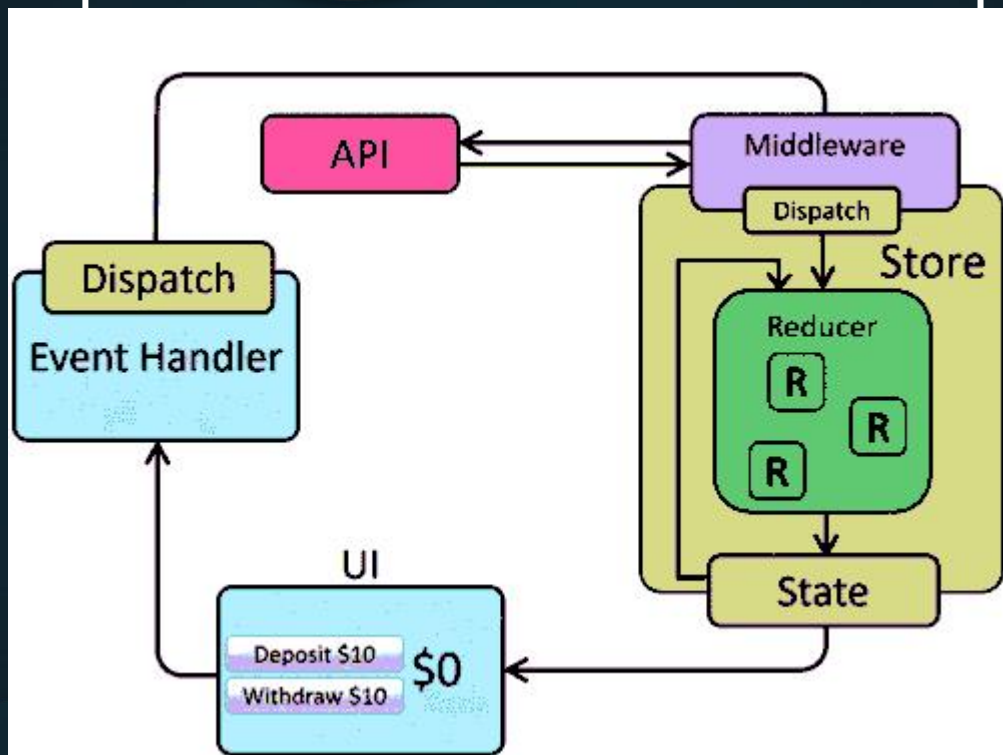 API
Middleware
Dispatch
Store
Dispatch
Event Handler
Reducer
R
R
R
UI
State
Deposit $10
$0
Withdraw $10